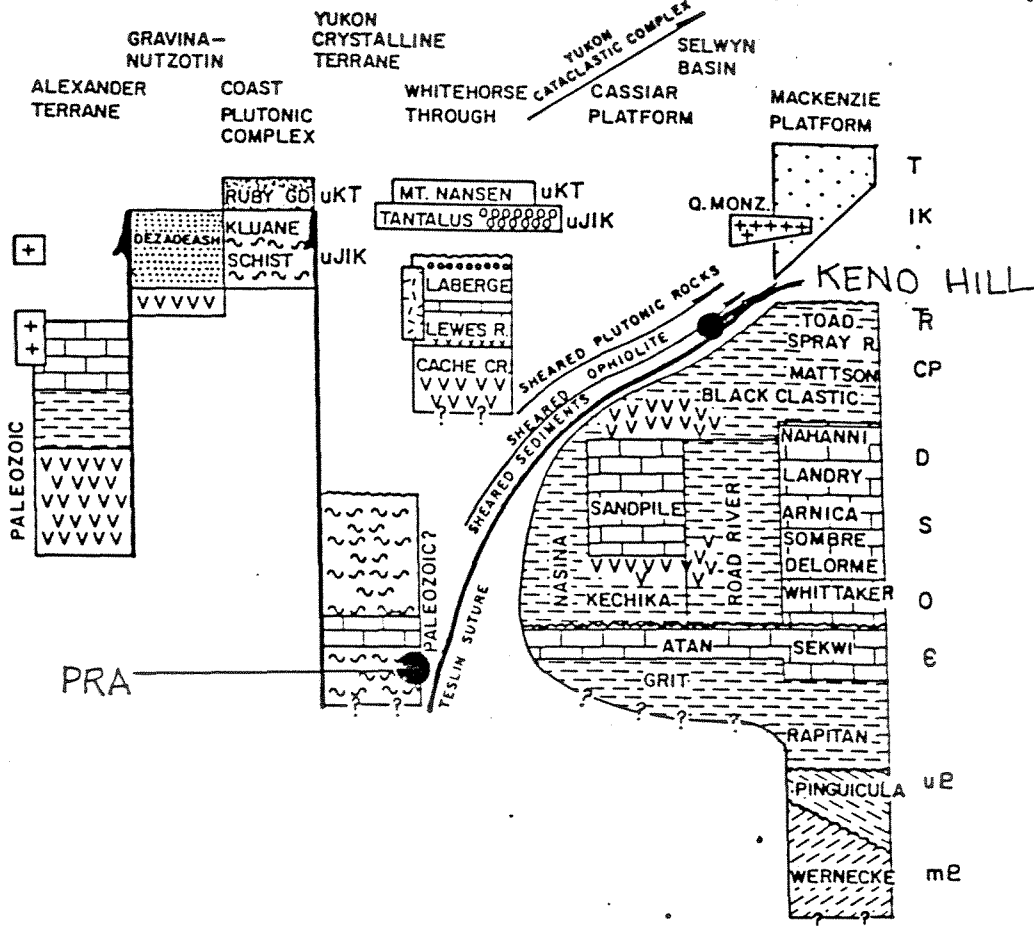 ALEXANDER
TERRANE
GRAVINA–
NUTZOTIN
COAST
PLUTONIC
COMPLEX
YUKON
CRYSTALLINE
TERRANE
WHITEHORSE
THROUGH
YUKON
CATACLASTIC COMPLEX
CASSIAR
PLATFORM
SELWYN
BASIN
MACKENZIE
PLATFORM
T
IK
TR
CP
D
S
O
Є
uP
mP
RUBY GD
uKT
DEZADEASH
KLUANE
SCHIST
uJIK
MT. NANSEN
uKT
TANTALUS
uJIK
LABERGE
LEWES R.
CACHE CR.
? ?
Q. MONZ.
KENO HILL
SHEARED PLUTONIC ROCKS
SHEARED OPHIOLITE
SHEARED SEDIMENTS
TESLIN SUTURE
PALEOZOIC
PALEOZOIC?
PRA
? ?
TOAD
SPRAY R.
MATTSON
BLACK CLASTIC
NAHANNI
LANDRY
ARNICA
SOMBRE
DELORME
WHITTAKER
SANDPILE
NASINA
ROAD RIVER
KECHIKA
ATAN
SEKWI
GRIT
? ? ?
RAPITAN
PINGUICULA
WERNECKE
? ?